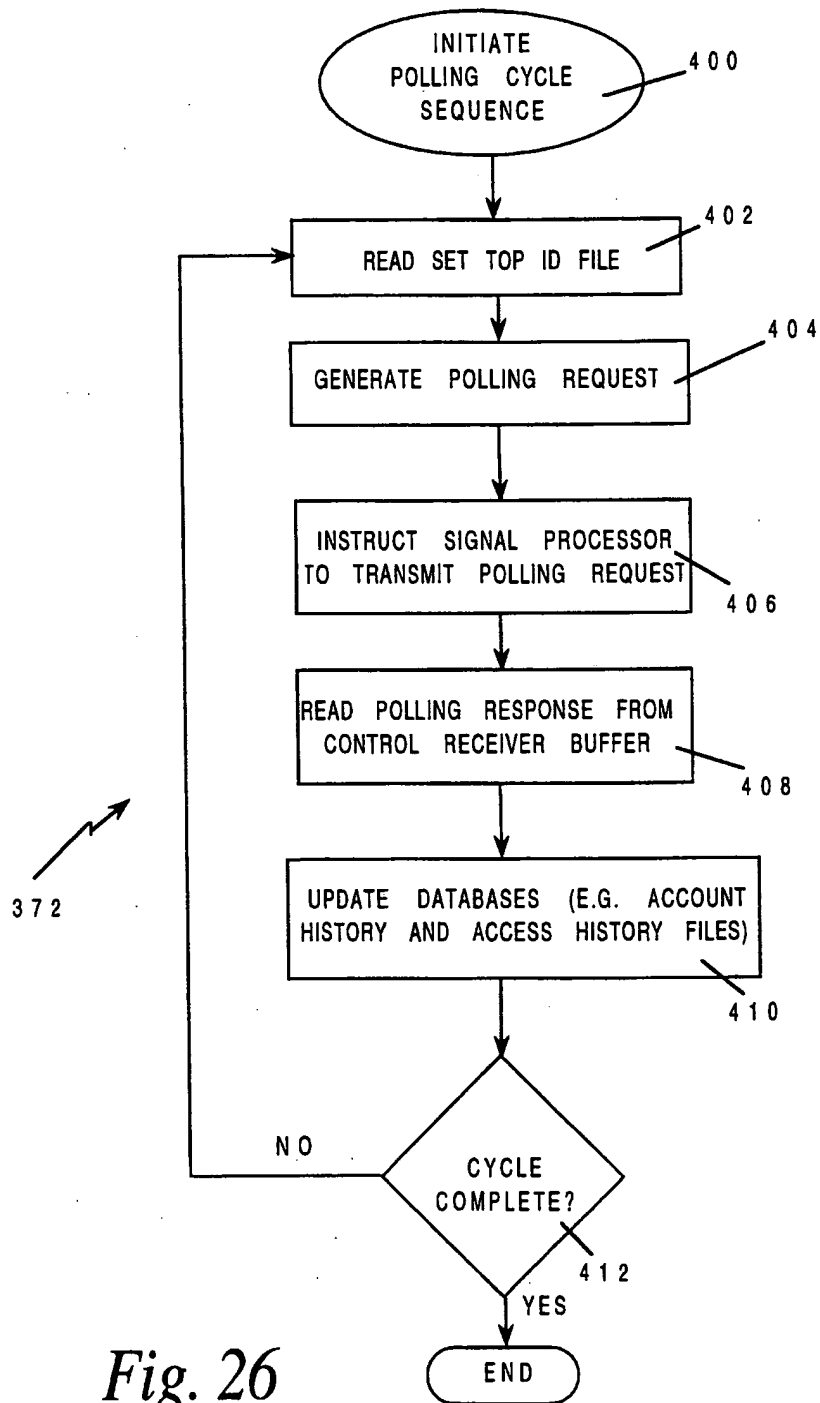 INITIATE
POLLING CYCLE
SEQUENCE
400
402
READ SET TOP ID FILE
404
GENERATE POLLING REQUEST
INSTRUCT SIGNAL PROCESSOR
TO TRANSMIT POLLING REQUEST
406
READ POLLING RESPONSE FROM
CONTROL RECEIVER BUFFER
408
372
UPDATE DATABASES (E.G. ACCOUNT
HISTORY AND ACCESS HISTORY FILES)
410
NO
CYCLE
COMPLETE?
412
YES
END
Fig. 26